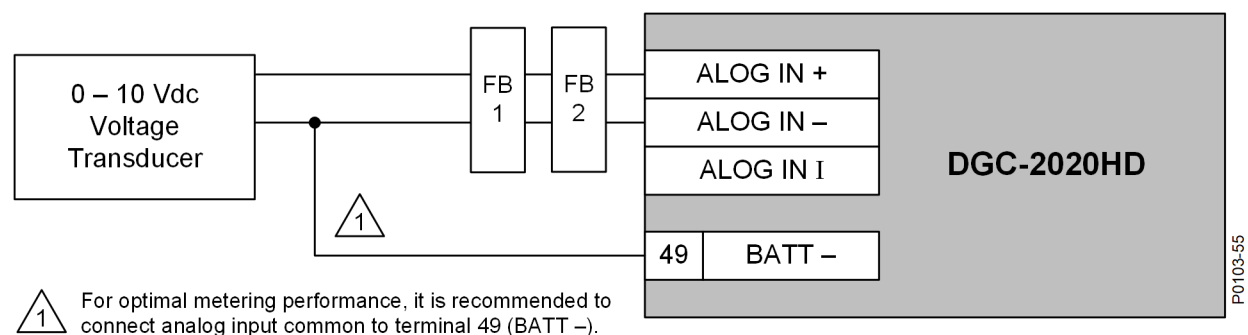 0 – 10 Vdc
Voltage
Transducer
FB
1
FB
2
ALOG IN +
ALOG IN –
ALOG IN I
DGC-2020HD
49 BATT –
1
P0103-55
1 For optimal metering performance, it is recommended to
connect analog input common to terminal 49 (BATT –).